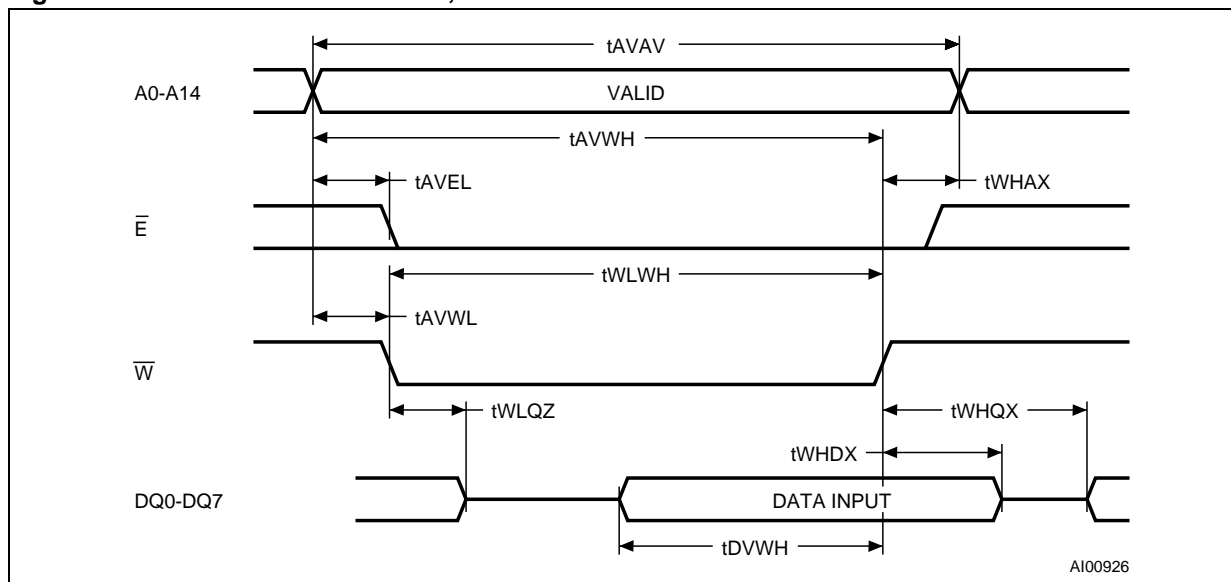 tAVAV
A0-A14
VALID
tAVWH
tAVEL
tWHAX
E
tWLWH
tAVWL
W
tWLQZ
tWHQX
tWHDX
DQ0-DQ7
DATA INPUT
tDVWH
AI00926